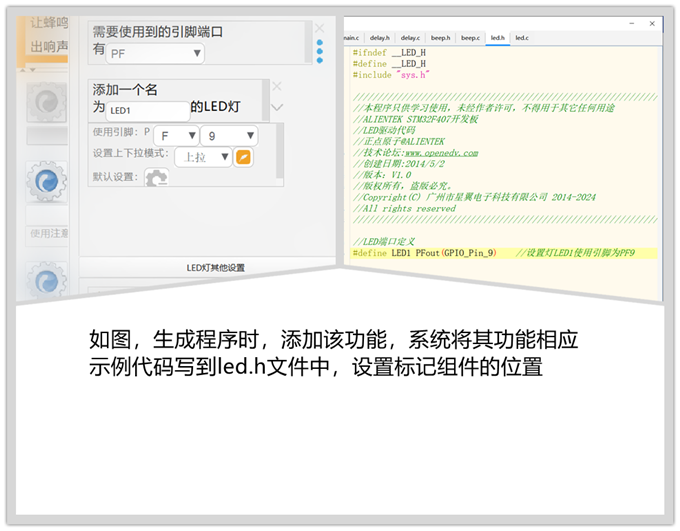 让蜂鸣
出响声
使用注意
需要使用到的引脚端口
有 PF
添加一个名
为 LED1 的LED灯
使用引脚：P F 9
设置上下拉模式： 上拉
默认设置：
LED灯其他设置
main.c delay.h delay.c beep.h beep.c led.h led.c
#ifndef __LED_H
#define __LED_H
#include "sys.h"
//////////////////////////////////////////////////////////////////
//本程序只供学习使用，未经作者许可，不得用于其它任何用途
//ALIENTEK STM32F407开发板
//LED驱动代码
//正点原子@ALIENTEK
//技术论坛:www.openedv.com
//创建日期:2014/5/2
//版本：V1.0
//版权所有，盗版必究。
//Copyright(C) 广州市星翼电子科技有限公司 2014-2024
//All rights reserved
//////////////////////////////////////////////////////////////////
//LED端口定义
#define LED1 PFout(GPIO_Pin_9) //设置灯LED1使用引脚为PF9
如图，生成程序时，添加该功能，系统将其功能相应
示例代码写到led.h文件中，设置标记组件的位置